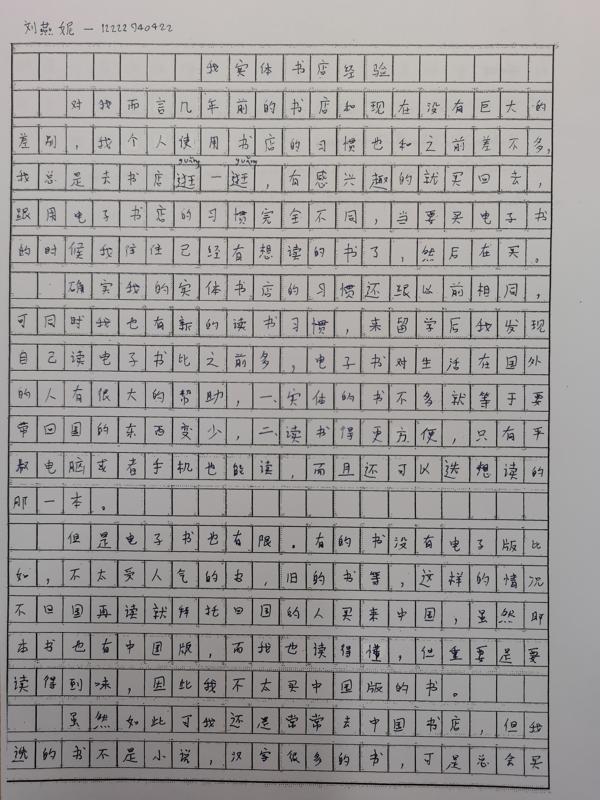 刘燕妮 - 12222940422
我实体书店经验
对我而言几年前的书店和现在没有巨大的
差别，我个人使用书店的习惯也和之前差不多，
guàng guàng
我总是去书店逛一逛，有感兴趣的就买回去，
跟用电子书店的习惯完全不同，当要买电子书
的时候我往往已经有想读的书了，然后在买。
确实我的实体书店的习惯还跟以前相同，
可同时我也有新的读书习惯，来留学后我发现
自己读电子书比之前多，电子书对生活在国外
的人有很大的帮助，一、实体的书不多就等于要
带回国的东西变少，二、读书得更方便，只有平
板电脑或者手机也能读，而且还可以选想读的
那一本。
但是电子书也有限。有的书没有电子版比
如，不太受人气的书，旧的书等，这样的情况
不回国再读就拜托回国的人买来中国，虽然那
本书也有中国版，而我也读得懂，但重要是要
读得到味，因此我不太买中国版的书。
虽然如此可我还是常常去中国书店，但我
选的书不是小说，汉字很多的书，可是总会买